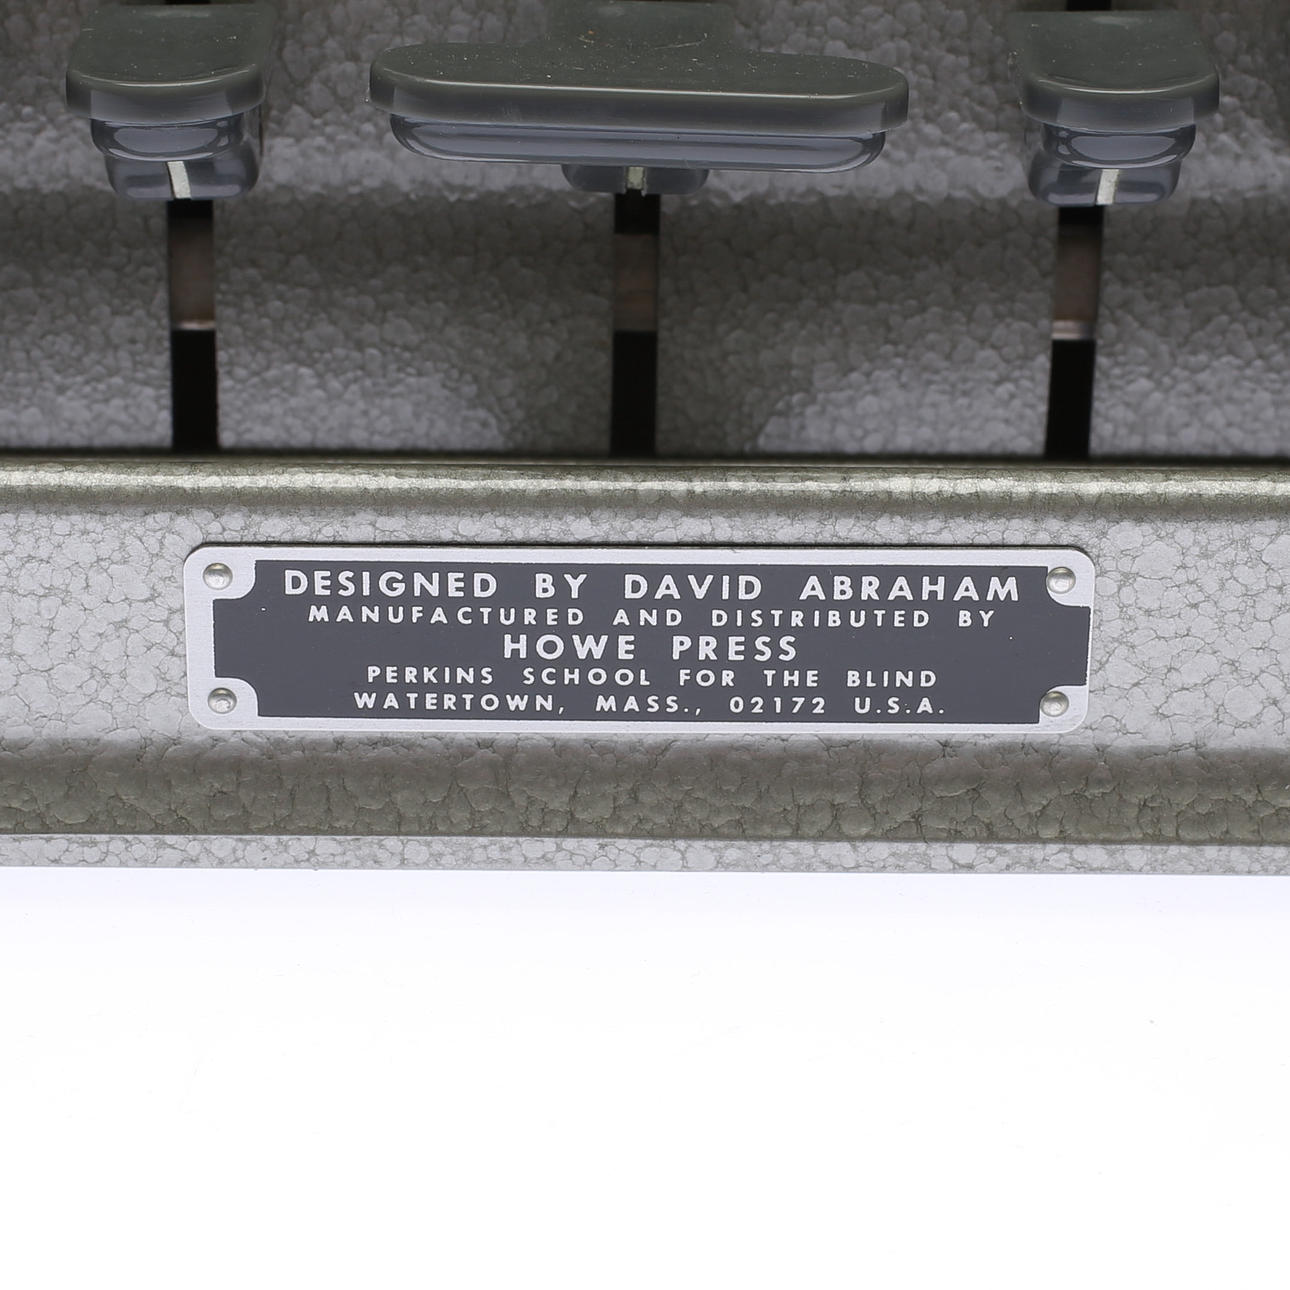 DESIGNED BY DAVID ABRAHAM
MANUFACTURED AND DISTRIBUTED BY
HOWE PRESS
PERKINS SCHOOL FOR THE BLIND
WATERTOWN, MASS., 02172 U.S.A.